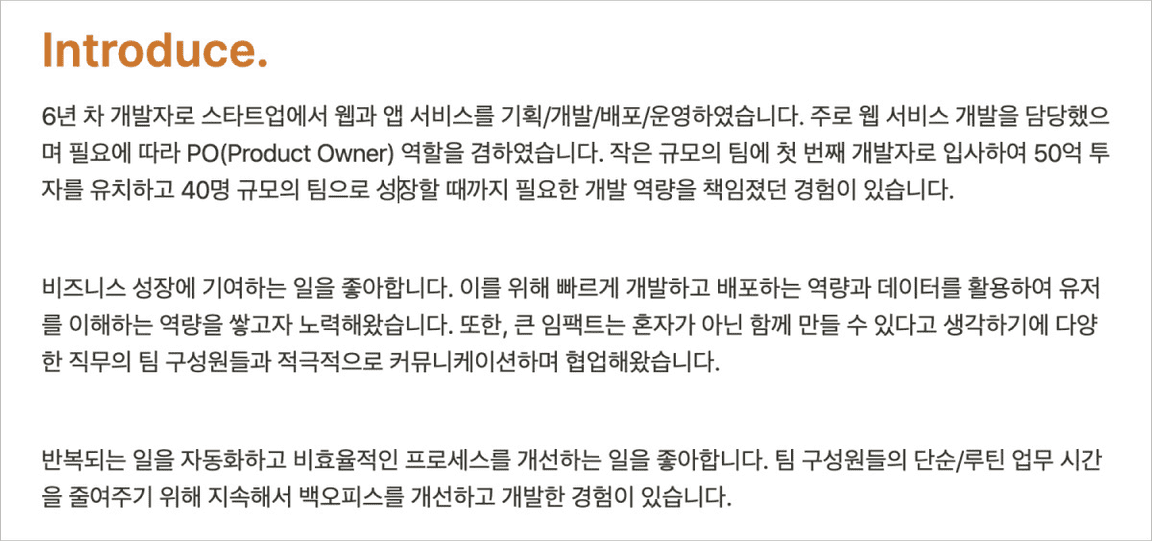 Introduce.
6년 차 개발자로 스타트업에서 웹과 앱 서비스를 기획/개발/배포/운영하였습니다. 주로 웹 서비스 개발을 담당했으
며 필요에 따라 PO(Product Owner) 역할을 겸하였습니다. 작은 규모의 팀에 첫 번째 개발자로 입사하여 50억 투
자를 유치하고 40명 규모의 팀으로 성장할 때까지 필요한 개발 역량을 책임졌던 경험이 있습니다.
비즈니스 성장에 기여하는 일을 좋아합니다. 이를 위해 빠르게 개발하고 배포하는 역량과 데이터를 활용하여 유저
를 이해하는 역량을 쌓고자 노력해왔습니다. 또한, 큰 임팩트는 혼자가 아닌 함께 만들 수 있다고 생각하기에 다양
한 직무의 팀 구성원들과 적극적으로 커뮤니케이션하며 협업해왔습니다.
반복되는 일을 자동화하고 비효율적인 프로세스를 개선하는 일을 좋아합니다. 팀 구성원들의 단순/루틴 업무 시간
을 줄여주기 위해 지속해서 백오피스를 개선하고 개발한 경험이 있습니다.